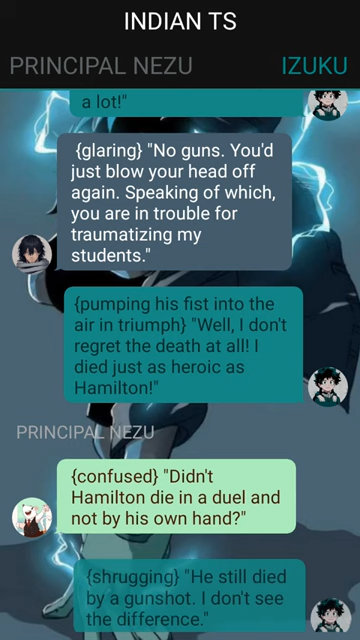 INDIAN TS
PRINCIPAL NEZU IZUKU
a lot!"
{glaring} "No guns. You'd
just blow your head off
again. Speaking of which,
you are in trouble for
traumatizing my
students."
{pumping his fist into the
air in triumph} "Well, I don't
regret the death at all! I
died just as heroic as
Hamilton!"
PRINCIPAL NEZU
{confused} "Didn't
Hamilton die in a duel and
not by his own hand?"
{shrugging} "He still died
by a gunshot. I don't see
the difference."